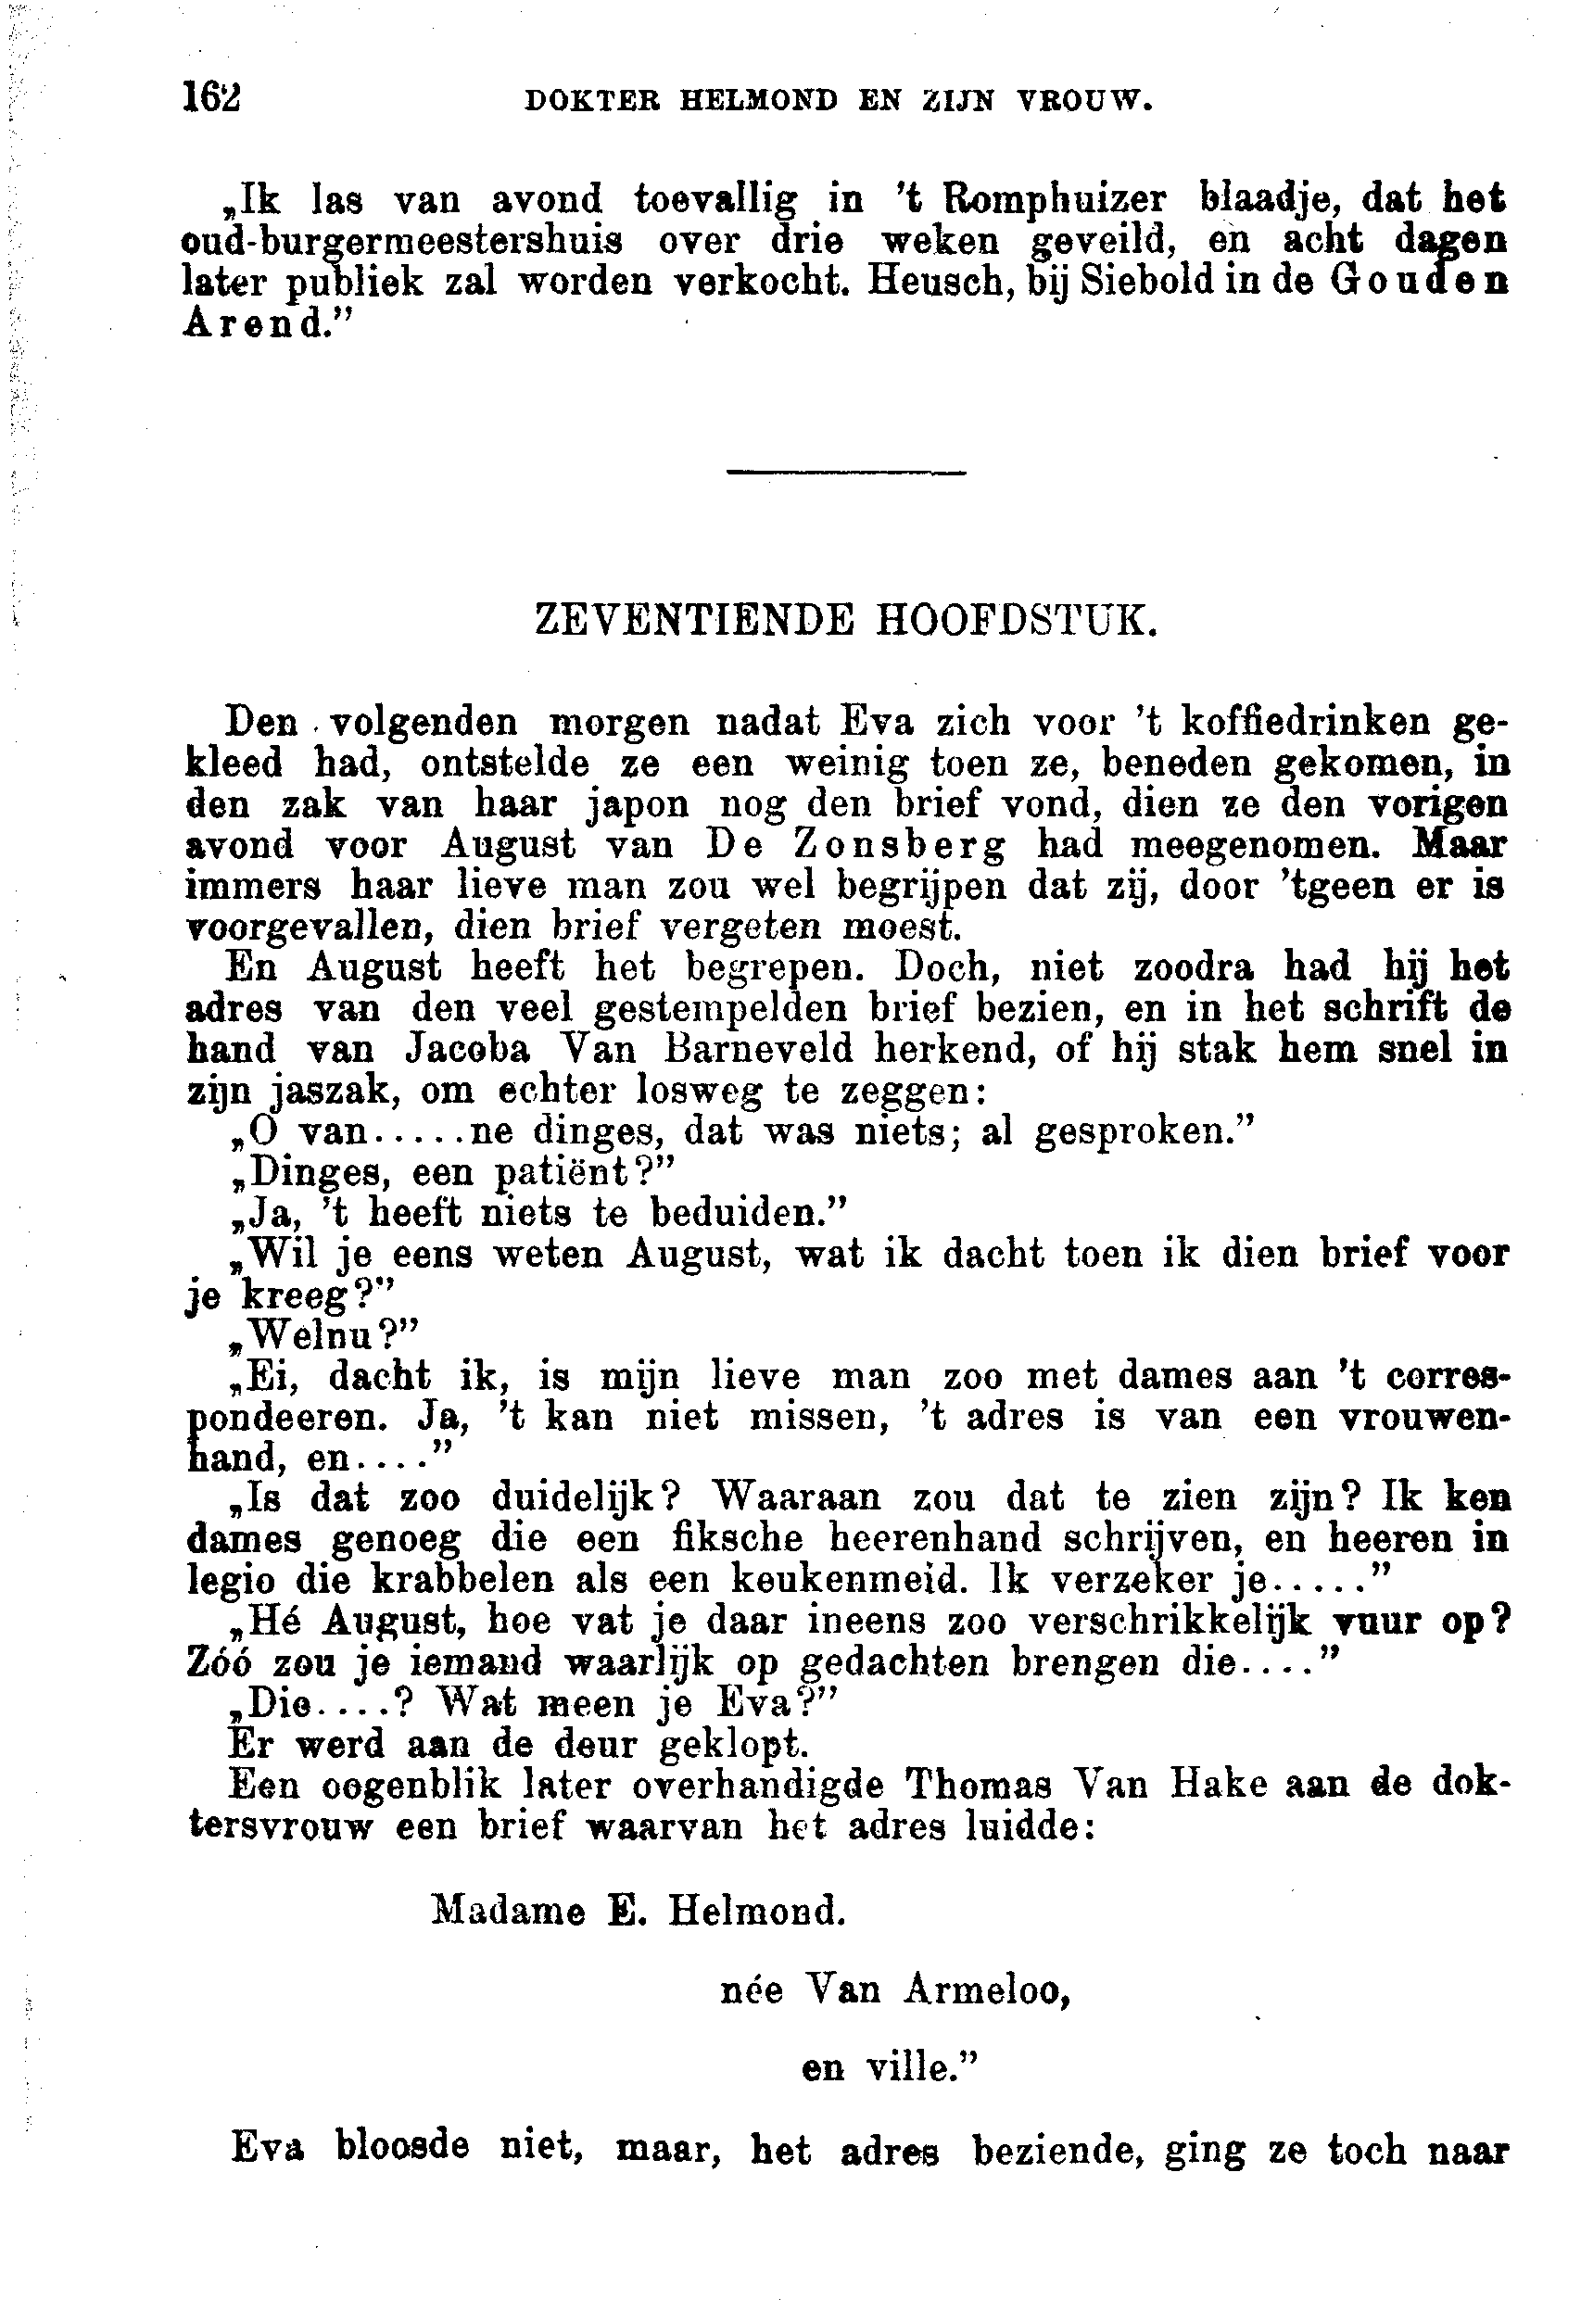 162
DOKTER HELMOND EN ZIJN VROUW.
„Ik las van avond toevallig in 't Romphuizer blaadje, dat het
oud-burgermeestershuis over drie weken geveild, en acht dagen
later publiek zal worden verkocht. Heusch, bij Siebold in de Gouden
Arend.”
ZEVENTIENDE HOOFDSTUK.
Den volgenden morgen nadat Eva zich voor 't koffiedrinken ge-
kleed had, ontstelde ze een weinig toen ze, beneden gekomen, in
den zak van haar japon nog den brief vond, dien ze den vorigen
avond voor August van De Zonsberg had meegenomen. Maar
immers haar lieve man zou wel begrijpen dat zij, door 'tgeen er is
voorgevallen, dien brief vergeten moest.
En August heeft het begrepen. Doch, niet zoodra had hij het
adres van den veel gestempelden brief bezien, en in het schrift de
hand van Jacoba Van Barneveld herkend, of hij stak hem snel in
zijn jaszak, om echter losweg te zeggen:
„O van.....ne dinges, dat was niets; al gesproken.”
„Dinges, een patiënt?”
„Ja, 't heeft niets te beduiden.”
„Wil je eens weten August, wat ik dacht toen ik dien brief voor
je kreeg?”
„Welnu?”
„Ei, dacht ik, is mijn lieve man zoo met dames aan 't corres-
pondeeren. Ja, 't kan niet missen, 't adres is van een vrouwen-
hand, en....”
„Is dat zoo duidelijk? Waaraan zou dat te zien zijn? Ik ken
dames genoeg die een fiksche heerenhand schrijven, en heeren in
legio die krabbelen als een keukenmeid. Ik verzeker je.....”
„Hé August, hoe vat je daar ineens zoo verschrikkelijk vuur op?
Zóó zou je iemand waarlijk op gedachten brengen die....”
„Die....? Wat meen je Eva?”
Er werd aan de deur geklopt.
Een oogenblik later overhandigde Thomas Van Hake aan de dok-
tersvrouw een brief waarvan het adres luidde:
Madame E. Helmond.
née Van Armeloo,
en ville.”
Eva bloosde niet, maar, het adres beziende, ging ze toch naar